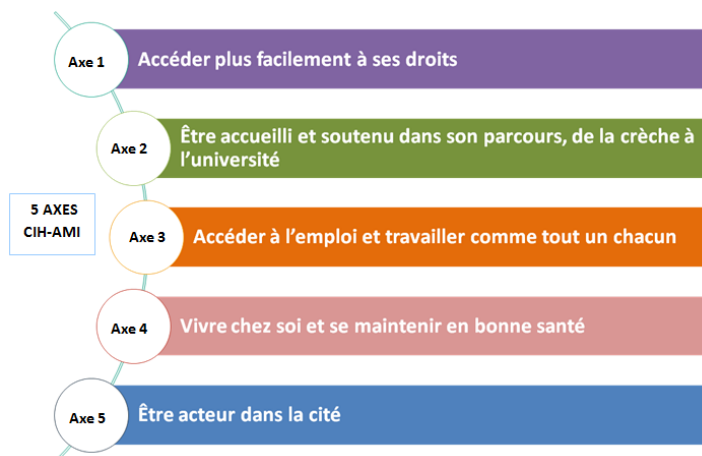 Axe 1
Accéder plus facilement à ses droits
Axe 2
Être accueilli et soutenu dans son parcours, de la crèche à
l'université
5 AXES
CIH-AMI
Axe 3
Accéder à l'emploi et travailler comme tout un chacun
Axe 4
Vivre chez soi et se maintenir en bonne santé
Axe 5
Être acteur dans la cité